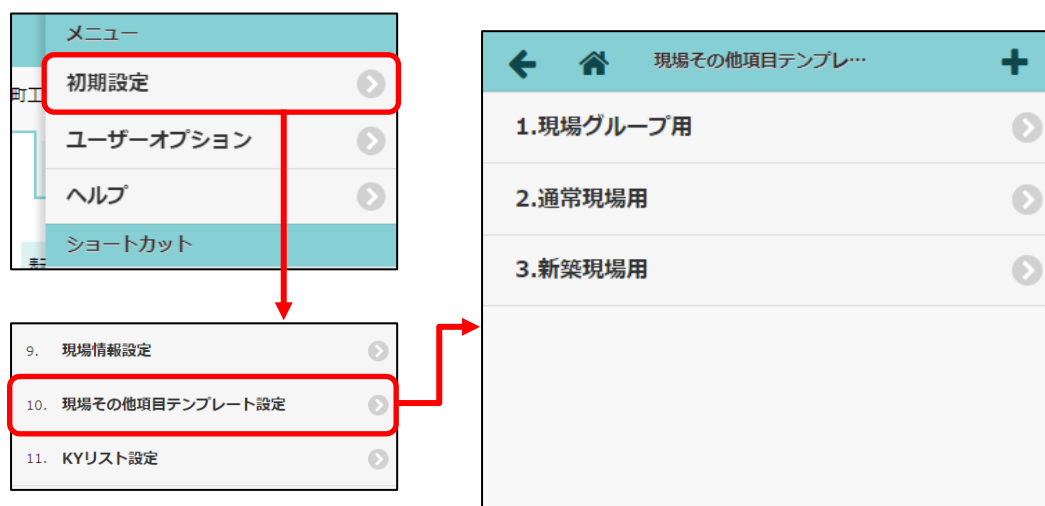 メニュー
初期設定
町工
ユーザーオプション
ヘルプ
ショートカット
9. 現場情報設定
10. 現場その他項目テンプレート設定
11. KYリスト設定
現場その他項目テンプレ…
1.現場グループ用
2.通常現場用
3.新築現場用